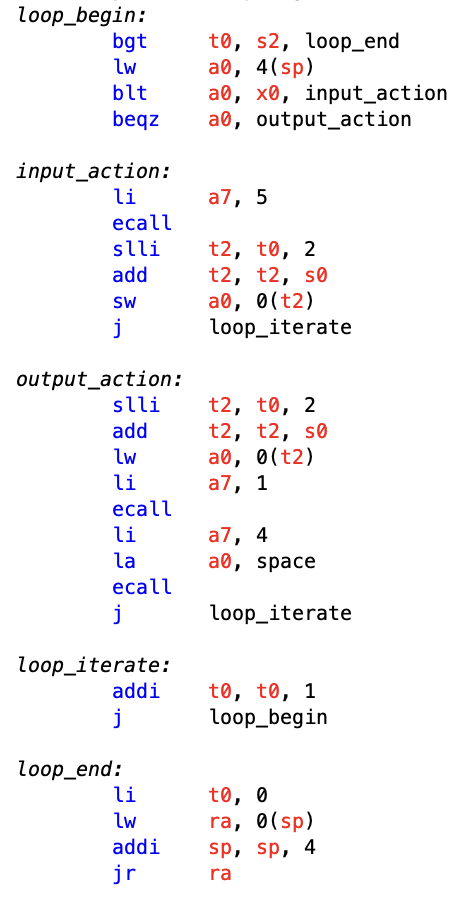 loop_begin:
bgt t0, s2, loop_end
lw a0, 4(sp)
blt a0, x0, input_action
beqz a0, output_action
input_action:
li a7, 5
ecall
slli t2, t0, 2
add t2, t2, s0
sw a0, 0(t2)
j loop_iterate
output_action:
slli t2, t0, 2
add t2, t2, s0
lw a0, 0(t2)
li a7, 1
ecall
li a7, 4
la a0, space
ecall
j loop_iterate
loop_iterate:
addi t0, t0, 1
j loop_begin
loop_end:
li t0, 0
lw ra, 0(sp)
addi sp, sp, 4
jr ra